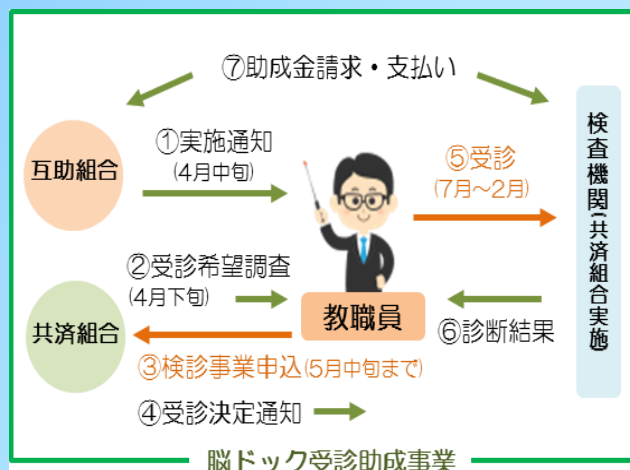 ⑦助成金請求・支払い
互助組合
①実施通知
(4月中旬)
⑤受診
(7月～2月)
検査機関(共済組合実施)
②受診希望調査
(4月下旬)
教職員
⑥診断結果
共済組合
③検診事業申込(5月中旬まで)
④受診決定通知
脳ドック受診助成事業